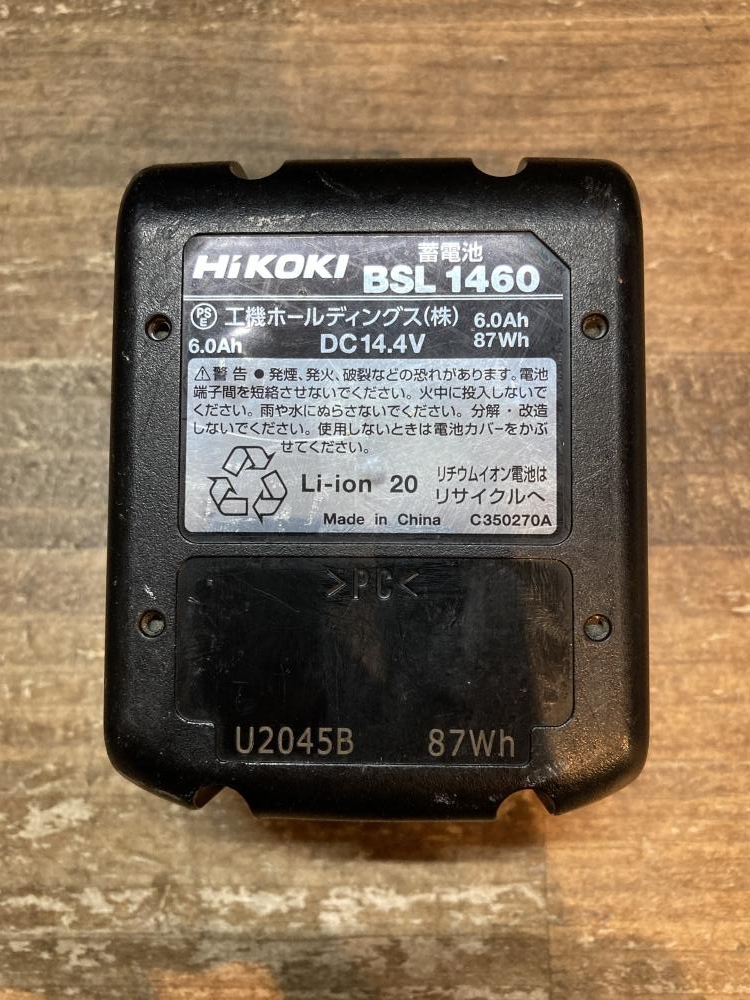 HiKOKI
蓄電池
BSL 1460
PSE 工機ホールディングス(株) 6.0Ah
6.0Ah DC14.4V 87Wh
⚠警告 ● 発煙、発火、破裂などの恐れがあります。電池
端子間を短絡させないでください。火中に投入しないで
ください。雨や水にぬらさないでください。分解・改造
しないでください。使用しないときは電池カバーをかぶ
せてください。
Li-ion 20
リチウムイオン電池は
リサイクルへ
Made in China C350270A
>PC<
U2045B 87Wh